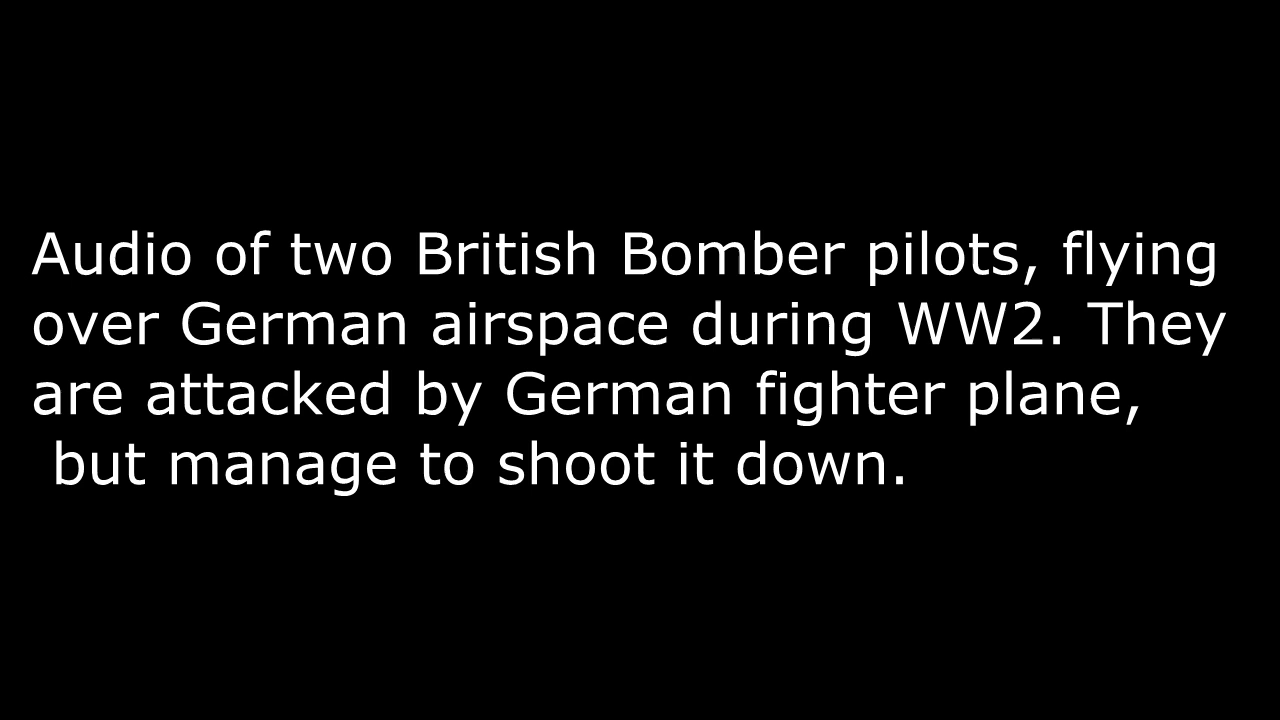 Audio of two British Bomber pilots, flying
over German airspace during WW2. They
are attacked by German fighter plane,
but manage to shoot it down.